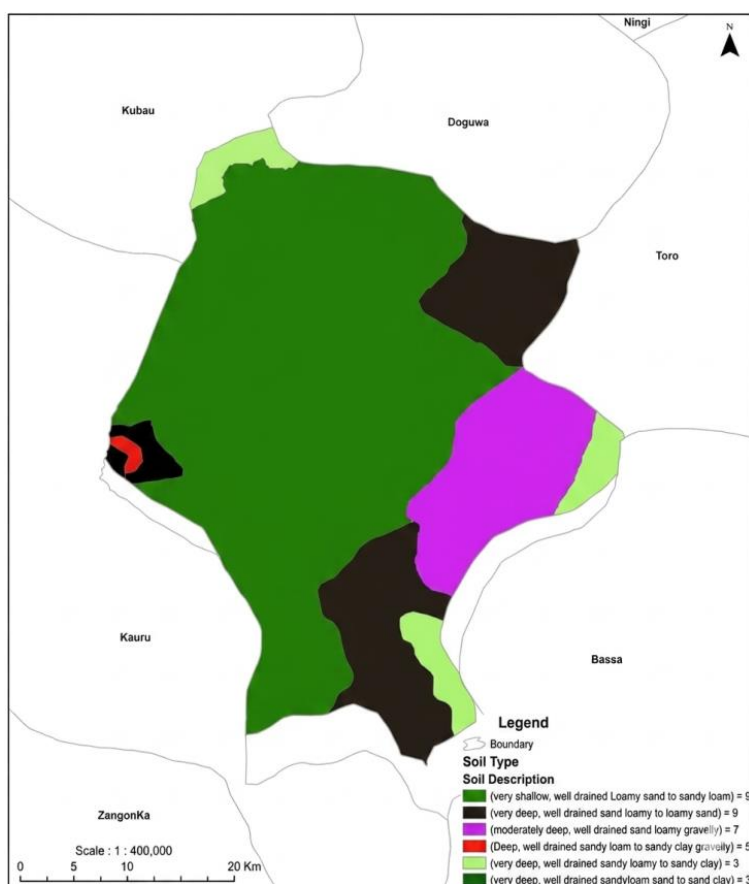 Ningi
N
Kubau
Doguwa
Toro
Kauru
Bassa
Legend
Boundary
Soil Type
Soil Description
(very shallow, well drained Loamy sand to sandy loam) = 9
(very deep, well drained sand loamy to loamy sand) = 9
(moderately deep, well drained sand loamy gravelly) = 7
(Deep, well drained sandy loam to sandy clay gravelly) = 5
(very deep, well drained sandy loamy to sandy clay) = 3
(very deep, well drained sandyloam sand to sand clay) = 3
ZangonKa
Scale : 1 : 400,000
0 5 10 20 Km